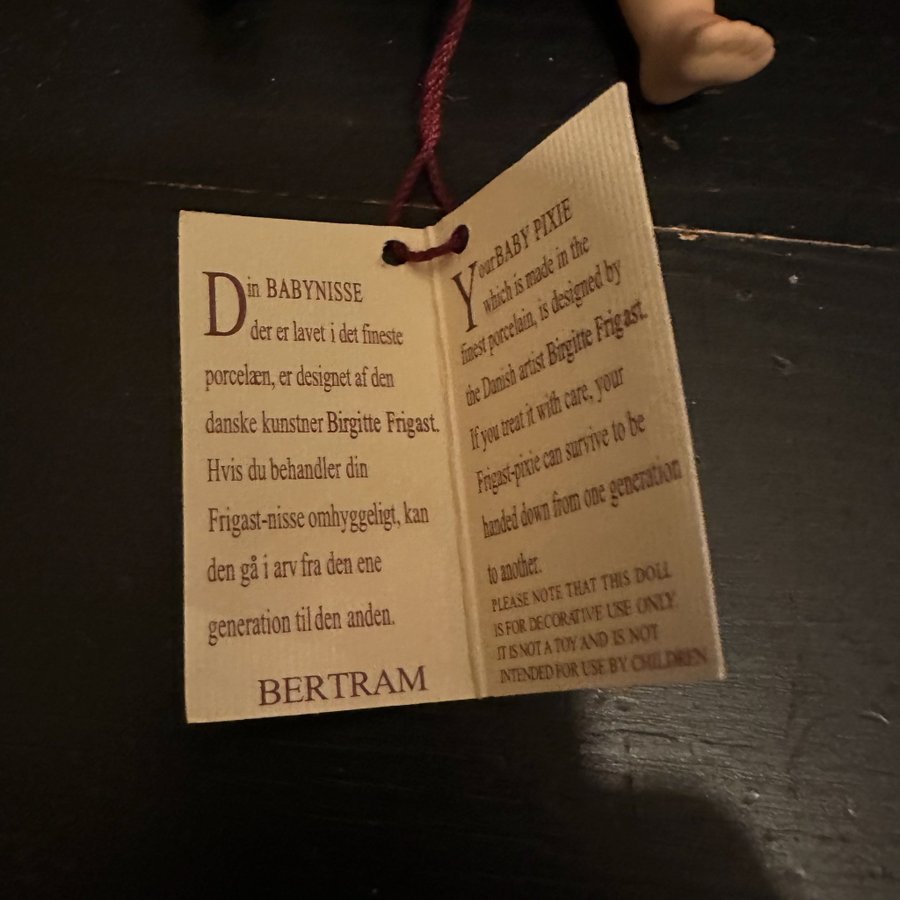 Din BABYNISSE
der er lavet i det fineste
porcelæn, er designet af den
danske kunstner Birgitte Frigast.
Hvis du behandler din
Frigast-nisse omhyggeligt, kan
den gå i arv fra den ene
generation til den anden.
BERTRAM
Your BABY PIXIE
which is made in the
finest porcelain, is designed by
the Danish artist Birgitte Frigast.
If you treat it with care, your
Frigast-pixie can survive to be
handed down from one generation
to another.
PLEASE NOTE THAT THIS DOLL
IS FOR DECORATIVE USE ONLY
IT IS NOT A TOY AND IS NOT
INTENDED FOR USE BY CHILDREN